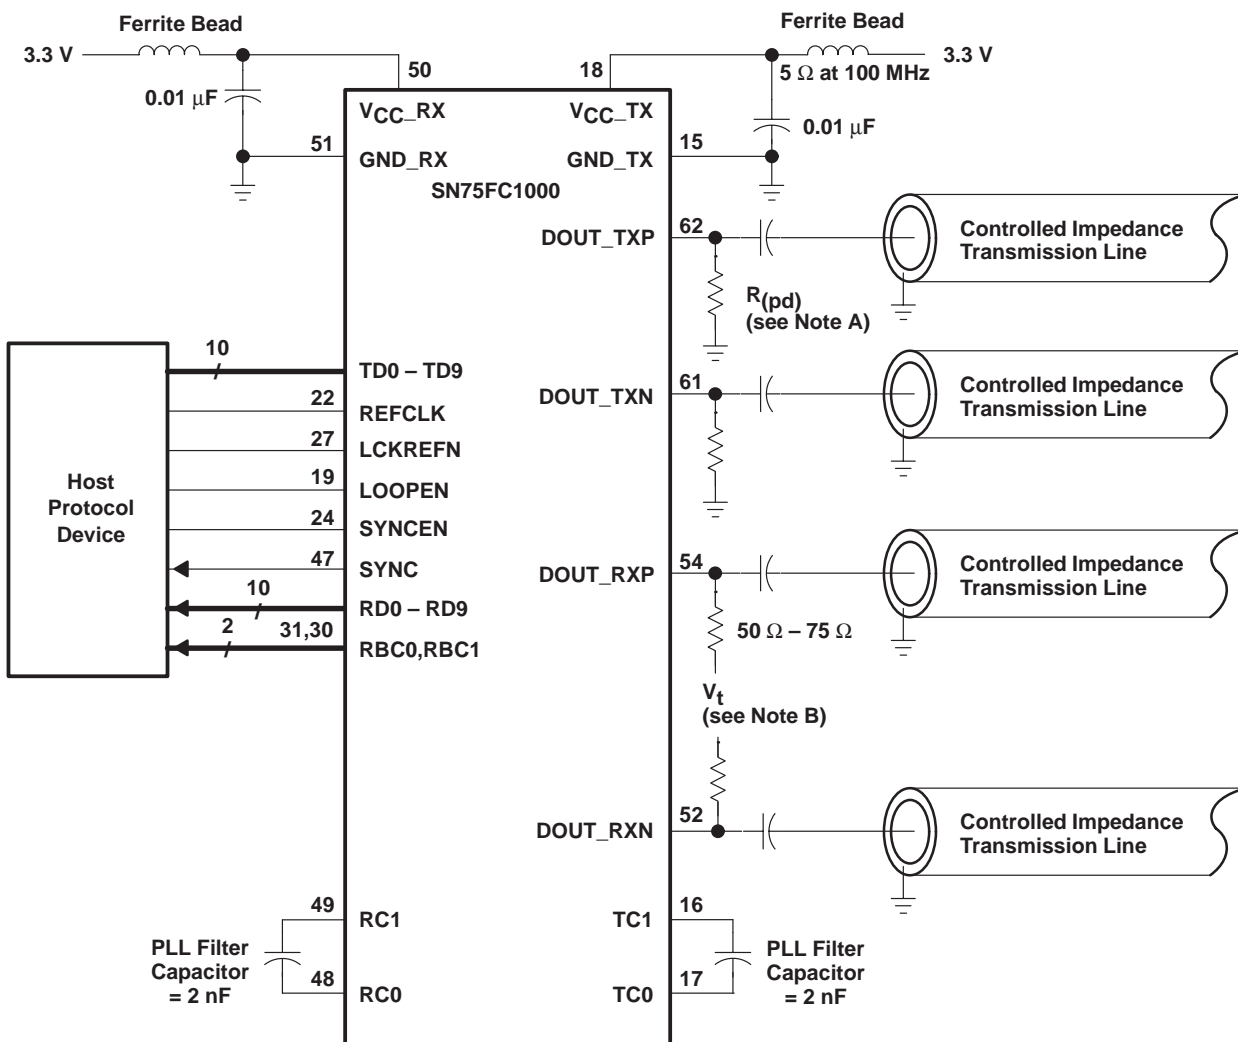 Ferrite Bead
3.3 V
0.01 µF
50
51
Ferrite Bead
3.3 V
5 Ω at 100 MHz
0.01 µF
18
15
VCC_RX
VCC_TX
GND_RX
GND_TX
SN75FC1000
DOUT_TXP
62
R(pd)
(see Note A)
Controlled Impedance
Transmission Line
DOUT_TXN
61
Controlled Impedance
Transmission Line
DOUT_RXP
54
50 Ω – 75 Ω
Vt
(see Note B)
Controlled Impedance
Transmission Line
DOUT_RXN
52
Controlled Impedance
Transmission Line
Host
Protocol
Device
10
TD0 – TD9
22
REFCLK
27
LCKREFN
19
LOOPEN
24
SYNCEN
47
SYNC
10
RD0 – RD9
2
31,30
RBC0,RBC1
49
RC1
PLL Filter
Capacitor
= 2 nF
48
RC0
TC1
16
PLL Filter
Capacitor
= 2 nF
TC0
17